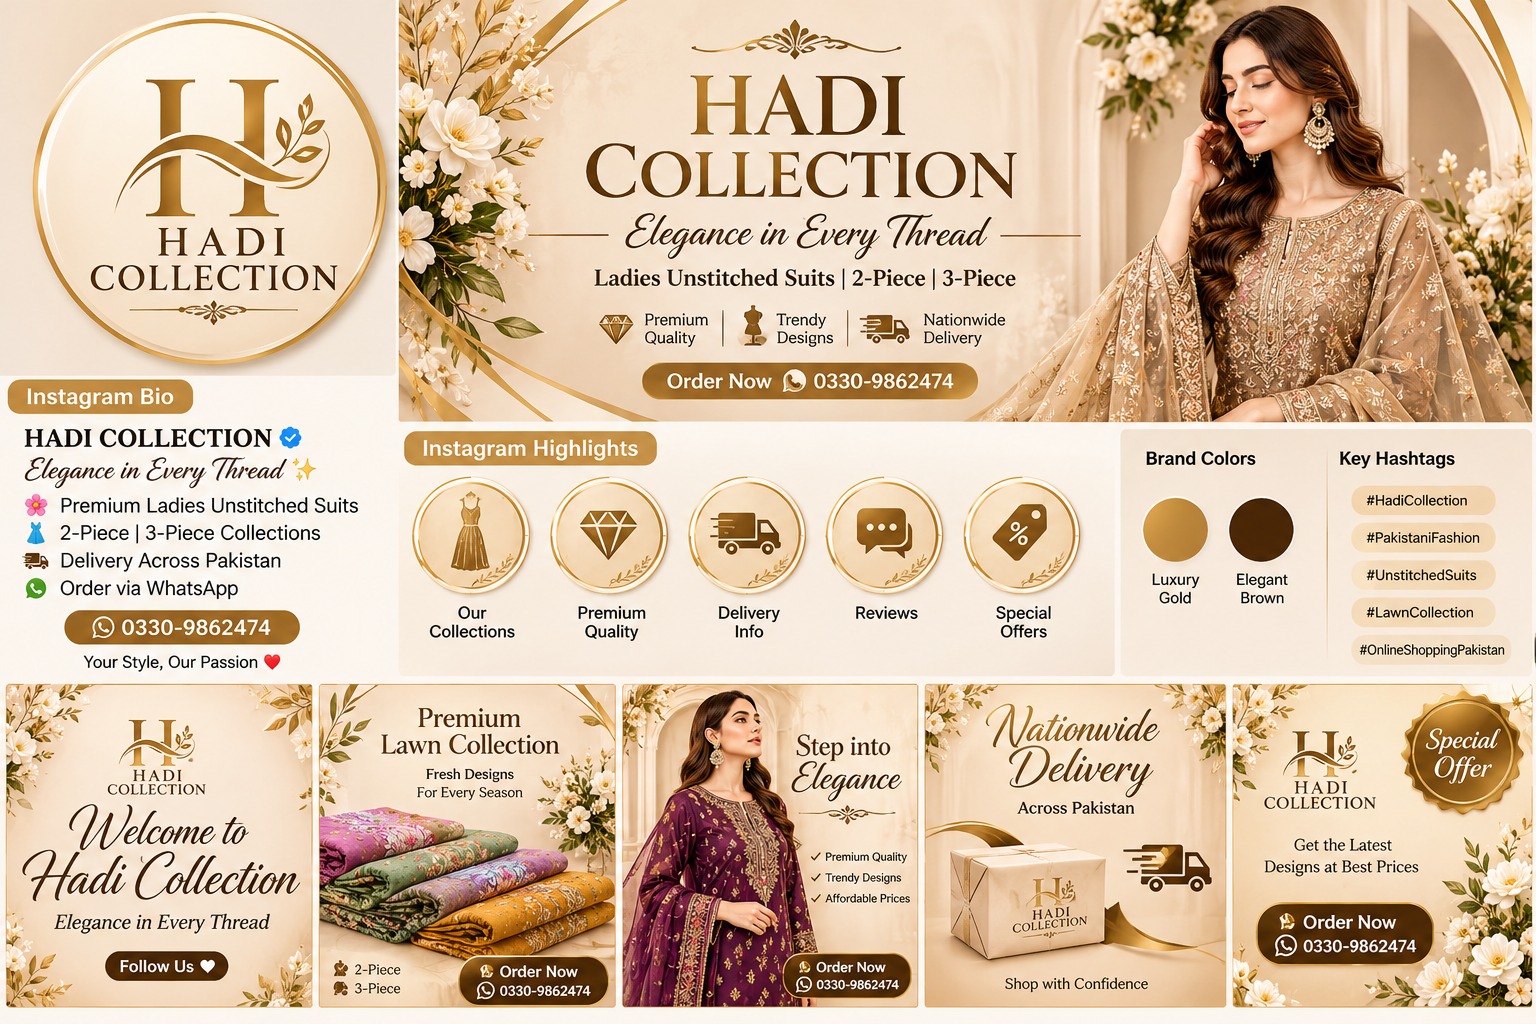 H
HADI
COLLECTION
HADI
COLLECTION
Elegance in Every Thread
Ladies Unstitched Suits | 2-Piece | 3-Piece
Premium
Quality
Trendy
Designs
Nationwide
Delivery
Order Now 0330-9862474
Instagram Bio
HADI COLLECTION
Elegance in Every Thread
Premium Ladies Unstitched Suits
2-Piece | 3-Piece Collections
Delivery Across Pakistan
Order via WhatsApp
0330-9862474
Your Style, Our Passion
Instagram Highlights
%
Our
Collections
Premium
Quality
Delivery
Info
Reviews
Special
Offers
Brand Colors
Luxury
Gold
Elegant
Brown
Key Hashtags
#HadiCollection
#PakistaniFashion
#UnstitchedSuits
#LawnCollection
#OnlineShoppingPakistan
H
HADI
COLLECTION
Welcome to
Hadi Collection
Elegance in Every Thread
Follow Us
Premium
Lawn Collection
Fresh Designs
For Every Season
2-Piece
3-Piece
Order Now
0330-9862474
Step into
Elegance
Premium Quality
Trendy Designs
Affordable Prices
Order Now
0330-9862474
Nationwide
Delivery
Across Pakistan
H
HADI
COLLECTION
Shop with Confidence
Special
Offer
H
HADI
COLLECTION
Get the Latest
Designs at Best Prices
Order Now
0330-9862474